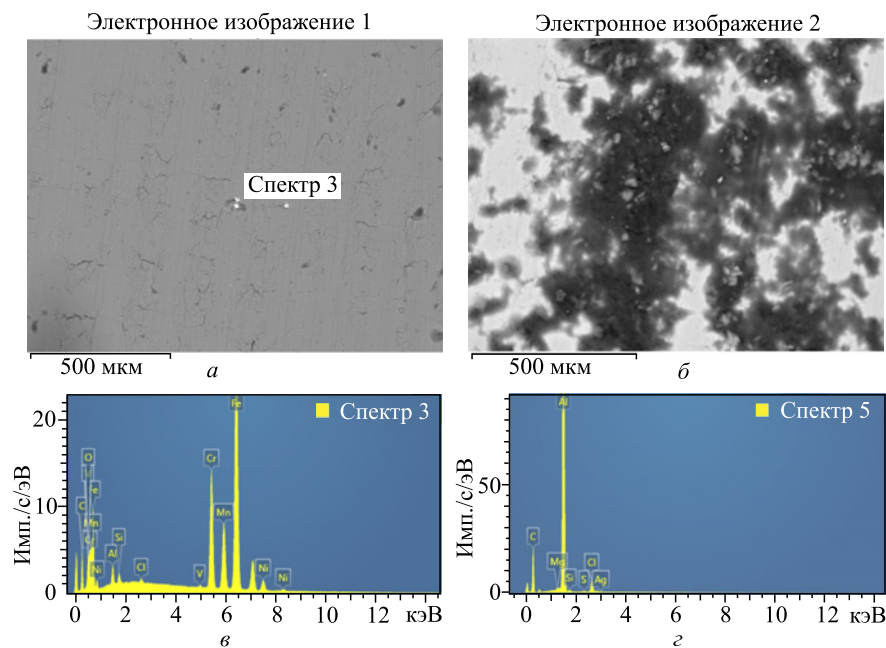 Электронное изображение 1
Электронное изображение 2
Спектр 3
500 мкм
а
500 мкм
б
Спектр 3
Fe
20
O
Cr
Fe
C
Mn
10
Mn
Si
Al
Cl
V
Ni
Ni
Ni
0
Имп./с/эВ
0 2 4 6 8 10 12 кэВ
в
Спектр 5
Al
50
C
Mg
Cl
Si
S
Ag
0
Имп./с/эВ
0 2 4 6 8 10 12 кэВ
г